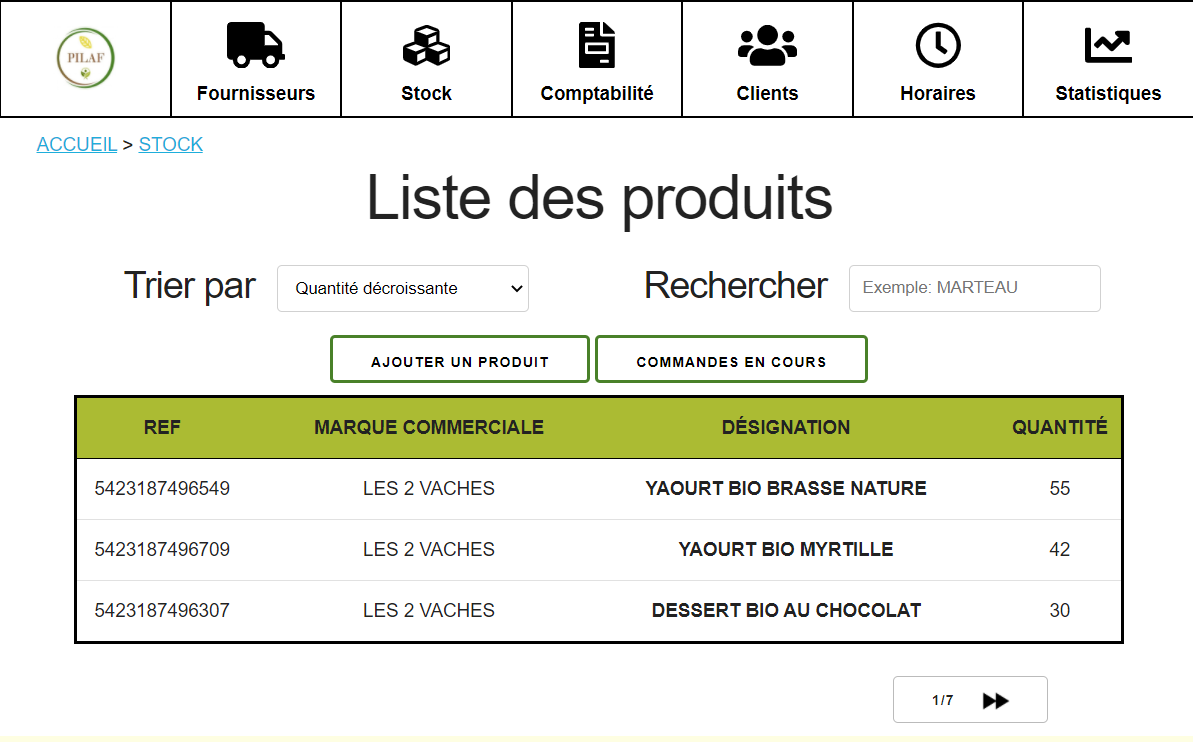 PILAF
Fournisseurs
Stock
Comptabilité
Clients
Horaires
Statistiques
ACCUEIL > STOCK
Liste des produits
Trier par Quantité décroissante Rechercher Exemple: MARTEAU
AJOUTER UN PRODUIT COMMANDES EN COURS
REF MARQUE COMMERCIALE DÉSIGNATION QUANTITÉ
5423187496549 LES 2 VACHES YAOURT BIO BRASSE NATURE 55
5423187496709 LES 2 VACHES YAOURT BIO MYRTILLE 42
5423187496307 LES 2 VACHES DESSERT BIO AU CHOCOLAT 30
1/7